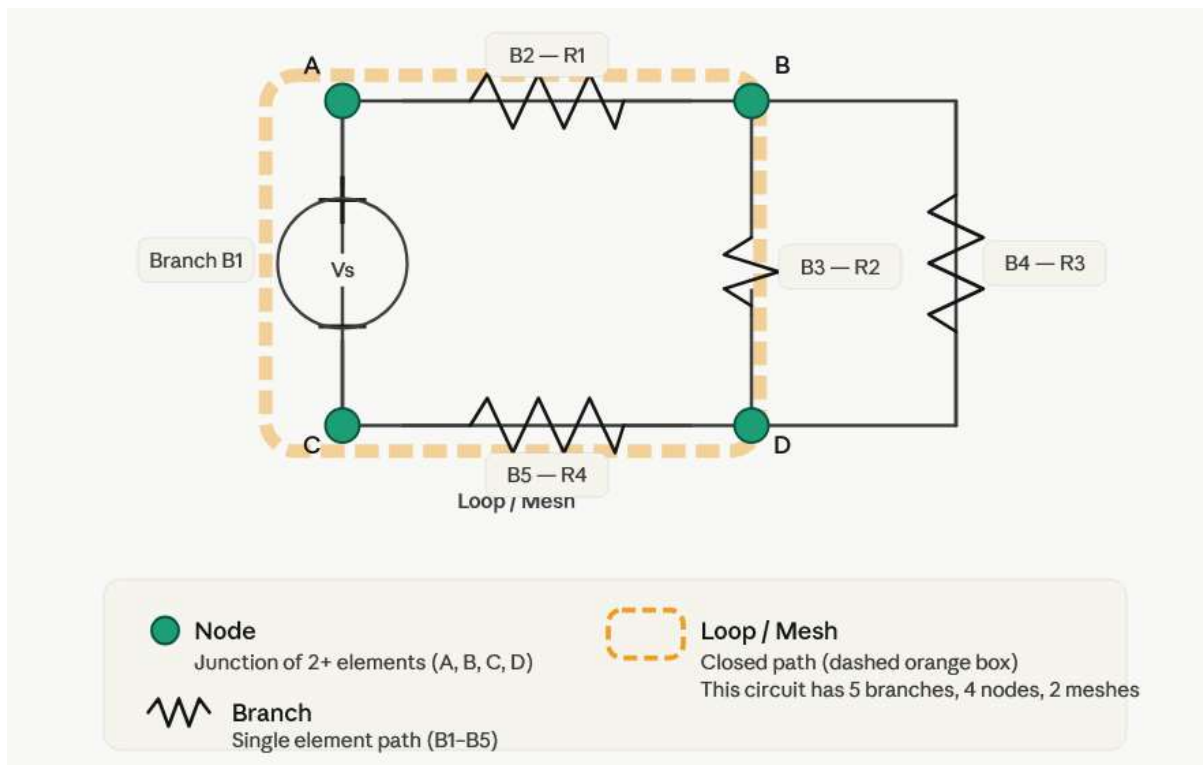 A
B2 — R1
B
Branch B1
Vs
B3 — R2
B4 — R3
C
D
B5 — R4
Loop / Mesh
Node
Junction of 2+ elements (A, B, C, D)
Branch
Single element path (B1–B5)
Loop / Mesh
Closed path (dashed orange box)
This circuit has 5 branches, 4 nodes, 2 meshes